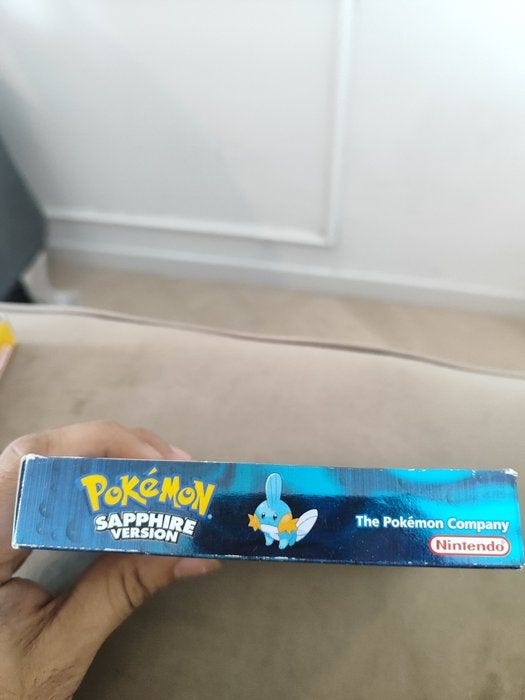 POKéMON
SAPPHIRE
VERSION
The Pokémon Company
Nintendo